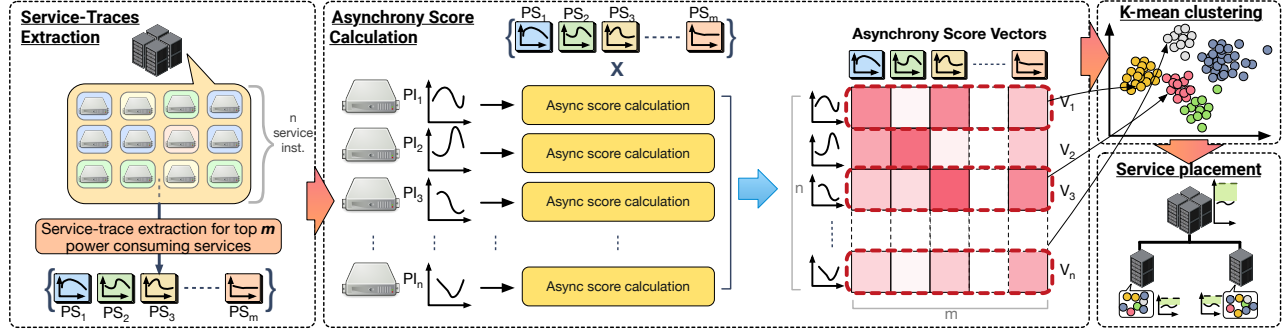 Service-Traces
Extraction
n
service
inst.
Service-trace extraction for top m
power consuming services
{ PS1 PS2 PS3 PSm }
Asynchrony Score
Calculation
{ PS1 PS2 PS3 PSm }
X
PI1
Async score calculation
PI2
Async score calculation
PI3
Async score calculation
PIn
Async score calculation
Asynchrony Score Vectors
n
V1
V2
V3
Vn
m
K-mean clustering
Service placement